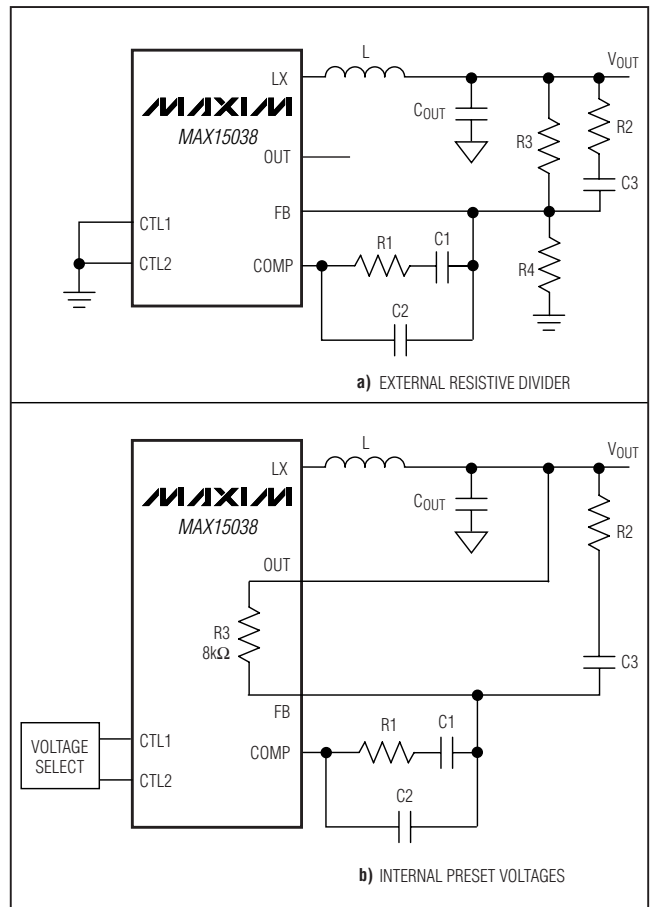 L
VOUT
LX
MAXIM
MAX15038
COUT
R2
R3
OUT
C3
FB
CTL1
R1
C1
CTL2
COMP
R4
C2
a) EXTERNAL RESISTIVE DIVIDER
L
VOUT
LX
MAXIM
MAX15038
COUT
R2
OUT
R3
8kΩ
C3
FB
VOLTAGE
SELECT
CTL1
R1
C1
COMP
CTL2
C2
b) INTERNAL PRESET VOLTAGES